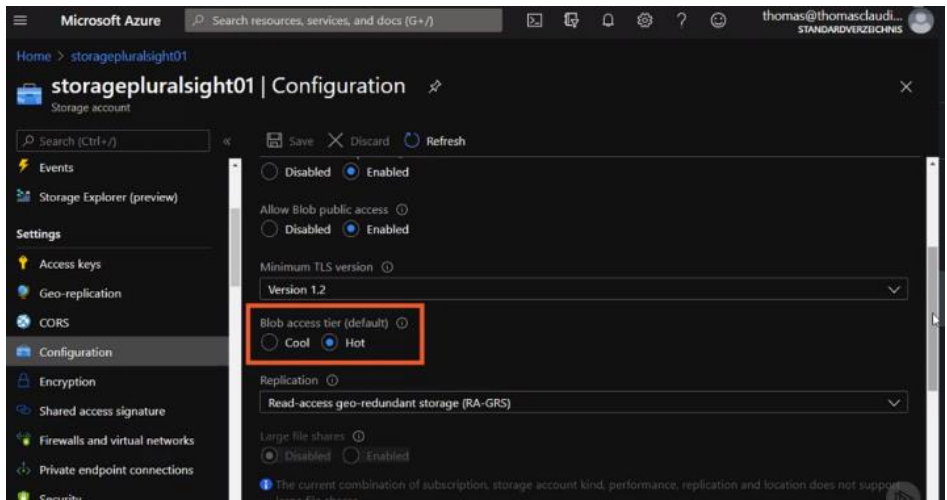 Microsoft Azure
Search resources, services, and docs (G+/)
thomas@thomasclaudi...
STANDARDVERZEICHNIS
Home > storagepluralsight01
storagepluralsight01 | Configuration
Storage account
Search (Ctrl+/)
Save Discard Refresh
Events
Storage Explorer (preview)
Settings
Access keys
Geo-replication
CORS
Configuration
Encryption
Shared access signature
Firewalls and virtual networks
Private endpoint connections
Security
Disabled Enabled
Allow Blob public access
Disabled Enabled
Minimum TLS version
Version 1.2
Blob access tier (default)
Cool Hot
Replication
Read-access geo-redundant storage (RA-GRS)
Large file shares
Disabled Enabled
The current combination of subscription, storage account kind, performance, replication and location does not support
large file shares.